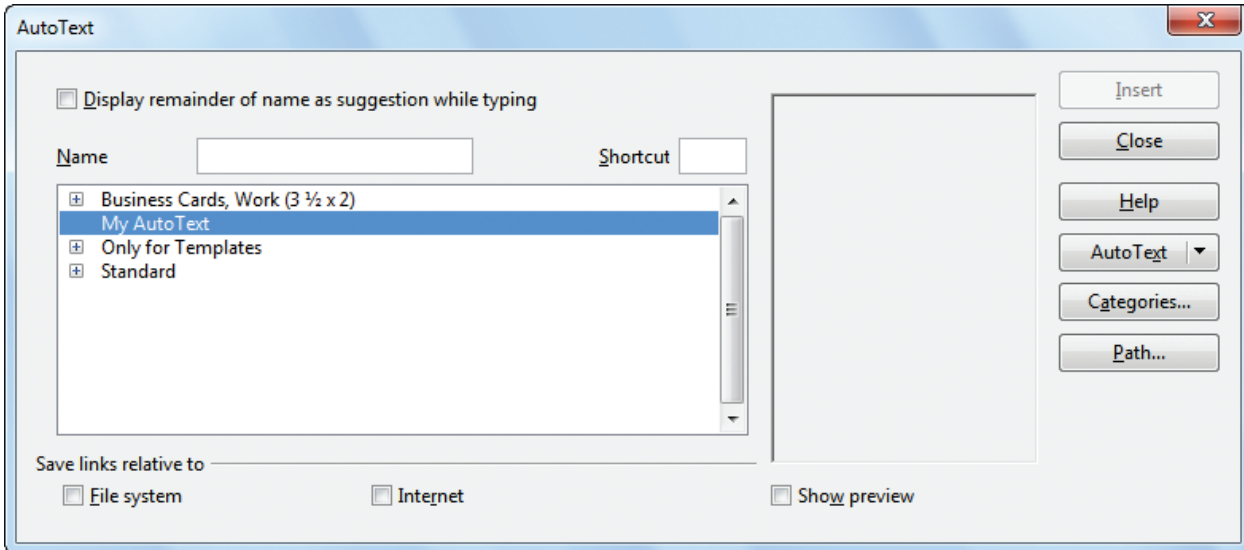 AutoText
Display remainder of name as suggestion while typing
Name
Shortcut
Business Cards, Work (3 ½ x 2)
My AutoText
Only for Templates
Standard
Save links relative to
File system
Internet
Show preview
Insert
Close
Help
AutoText
Categories...
Path...